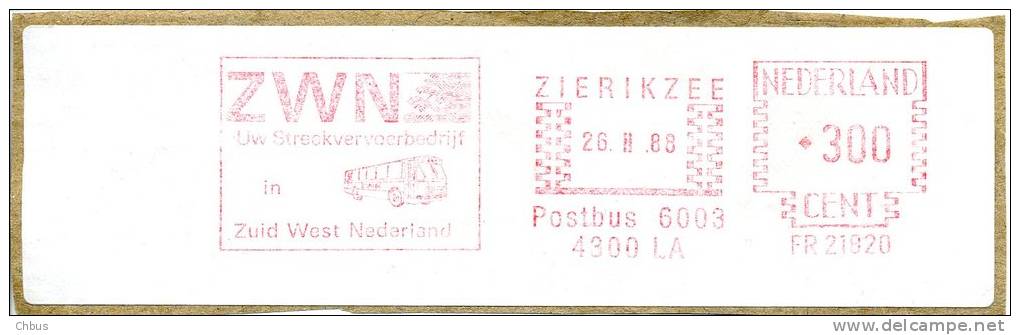 ZWN
Uw Streekvervoerbedrijf
in
Zuid West Nederland
ZIERIKZEE
26. II .88
Postbus 6003
4300 LA
NEDERLAND
300
CENT
FR 21920
Chbus
delcampe.net